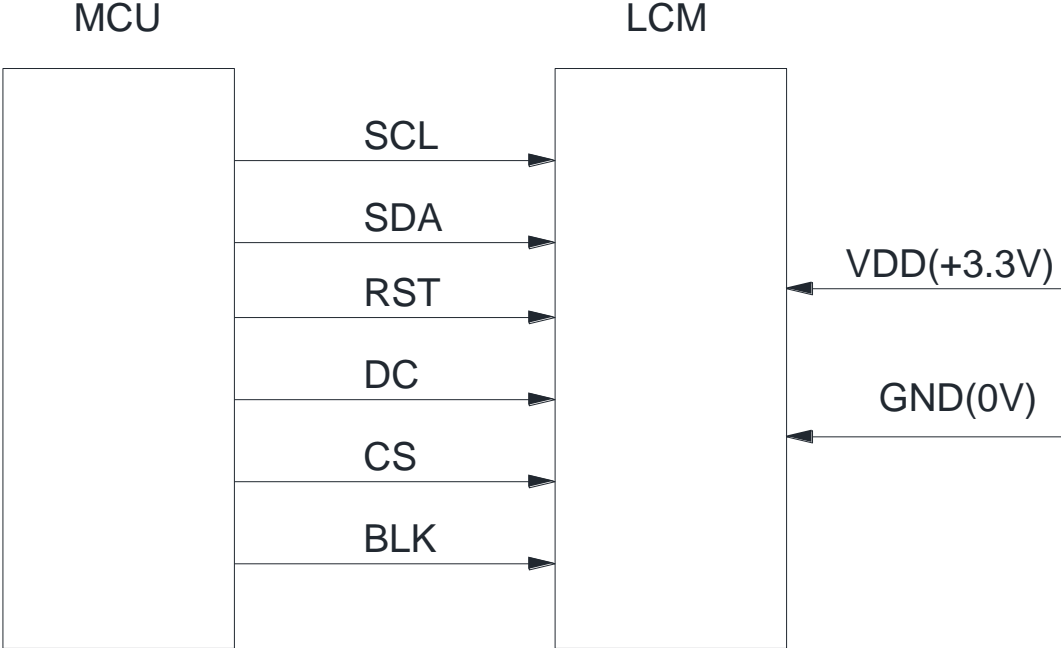 MCU
LCM
SCL
SDA
RST
DC
CS
BLK
VDD(+3.3V)
GND(0V)